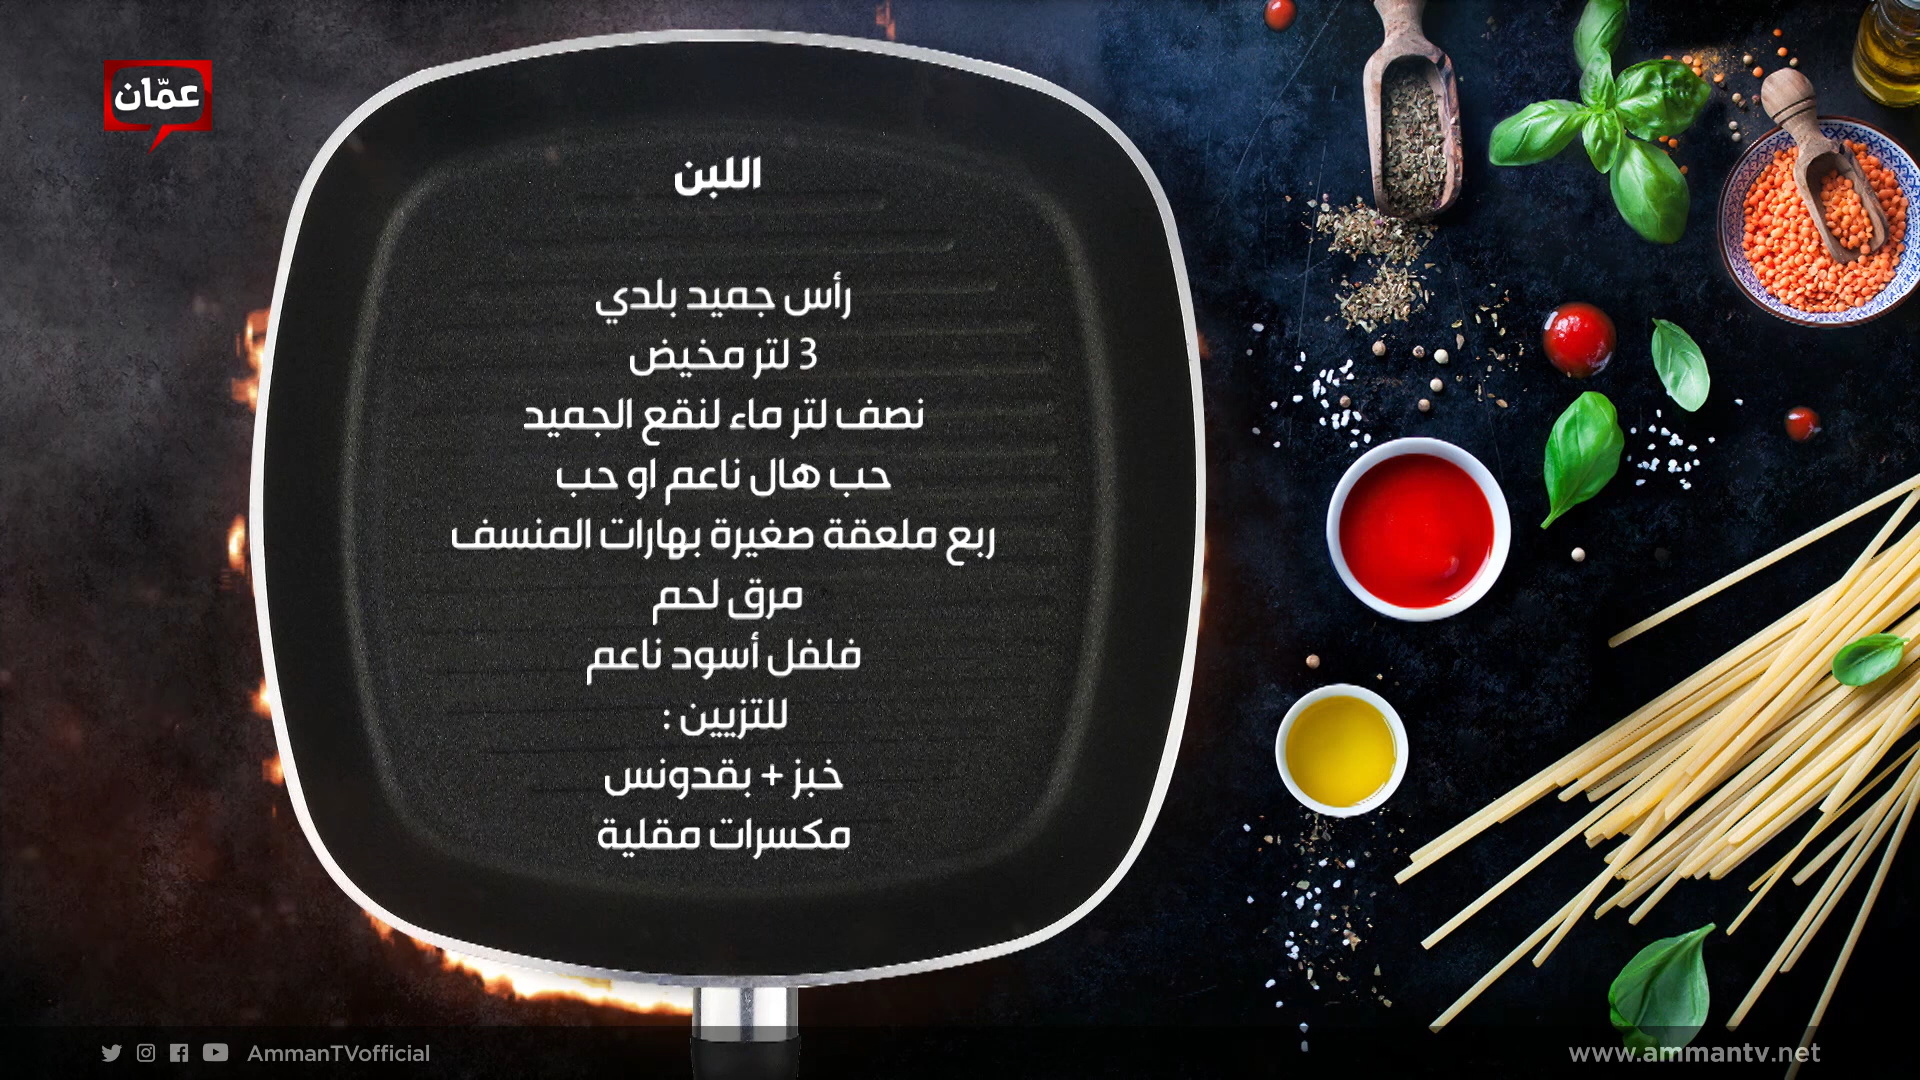 عمّان
اللبن
رأس جميد بلدي
3 لتر مخيض
نصف لتر ماء لنقع الجميد
حب هال ناعم او حب
ربع ملعقة صغيرة بهارات المنسف
مرق لحم
فلفل أسود ناعم
للتزيين :
خبز + بقدونس
مكسرات مقلية
AmmanTVofficial
www.ammantv.net